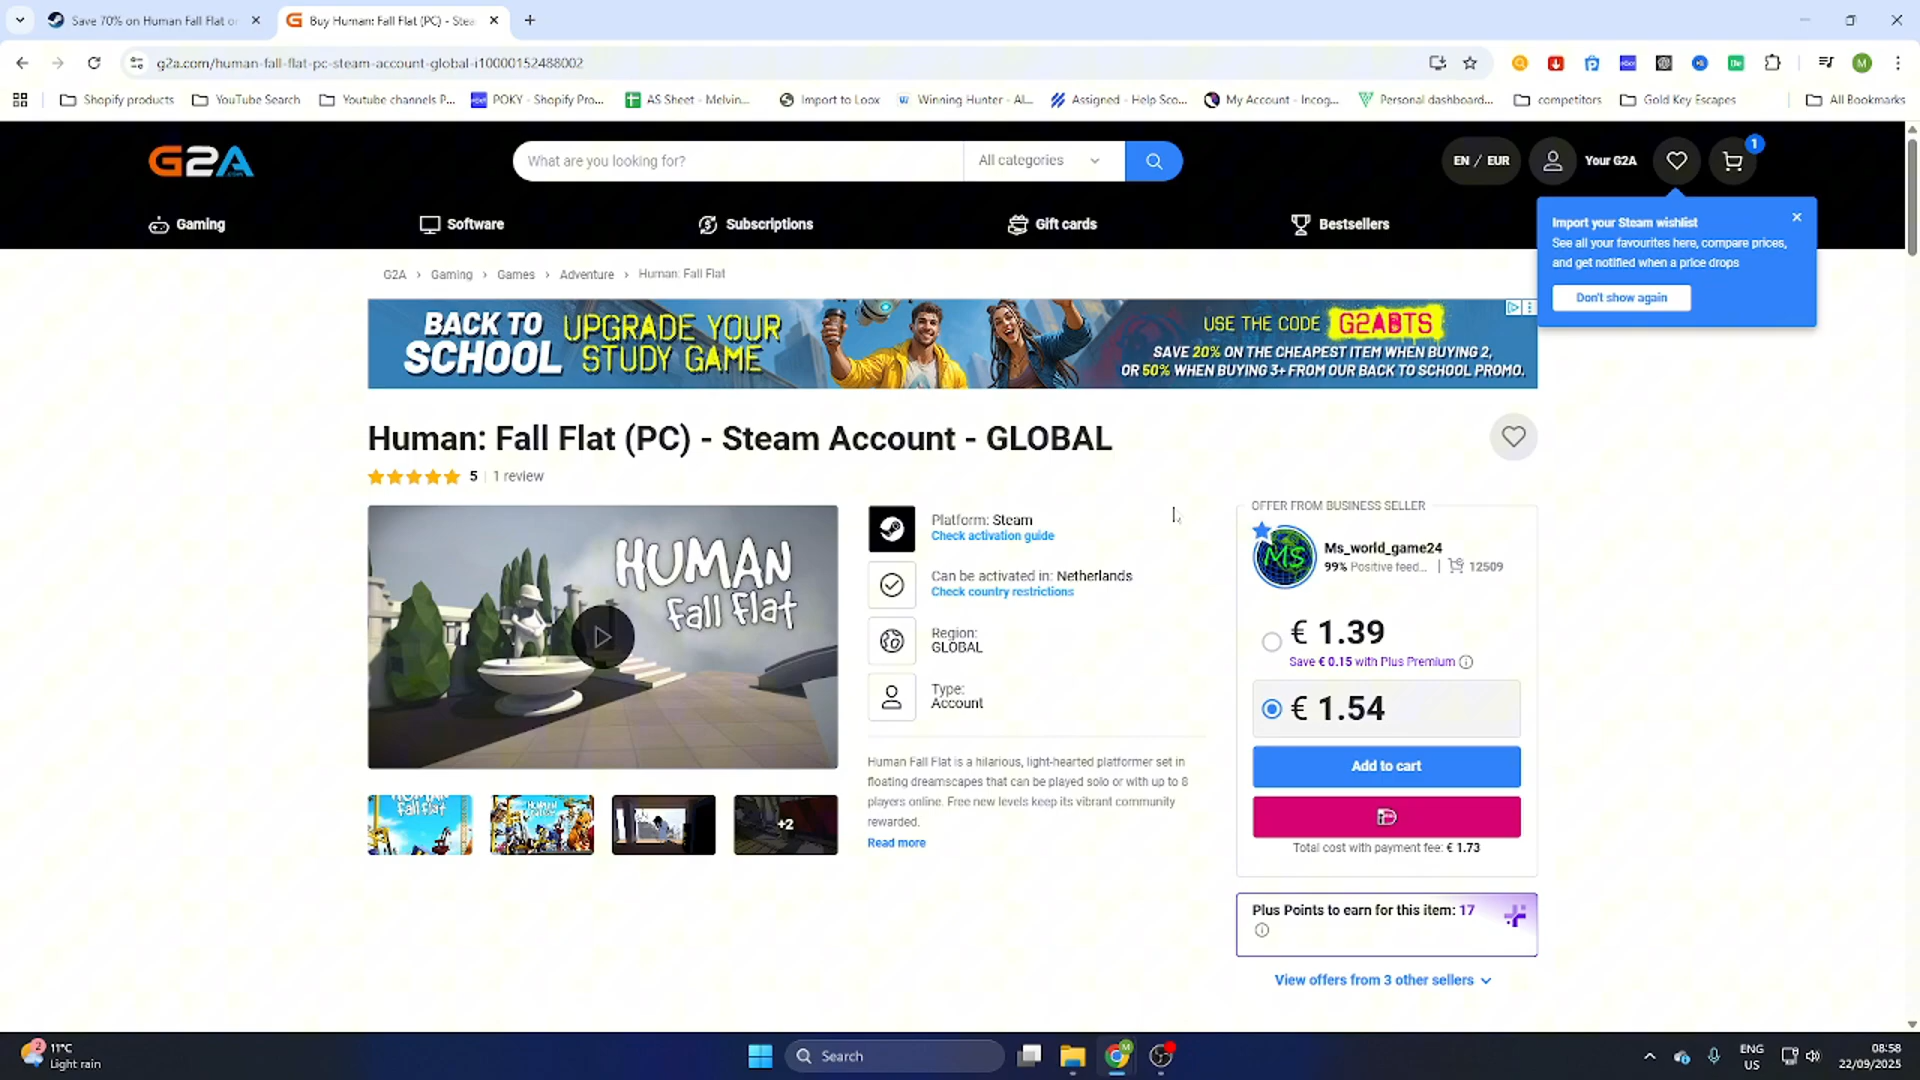 Save 70% on Human Fall Flat o
Buy Human: Fall Flat (PC) - Stea
g2a.com/human-fall-flat-pc-steam-account-global-i10000152488002
Shopify products
YouTube Search
Youtube channels P...
POKY - Shopify Pro...
AS Sheet - Melvin...
Import to Loox
Winning Hunter - AI...
Assigned - Help Sco...
My Account - Incog...
Personal dashboard...
competitors
Gold Key Escapes
All Bookmarks
G2A.COM
What are you looking for?
All categories
EN / EUR
Your G2A
1
Gaming
Software
Subscriptions
Gift cards
Bestsellers
Import your Steam wishlist
See all your favourites here, compare prices,
and get notified when a price drops
Don't show again
G2A › Gaming › Games › Adventure › Human: Fall Flat
BACK TO
SCHOOL
UPGRADE YOUR
STUDY GAME
USE THE CODE G2ABTS
SAVE 20% ON THE CHEAPEST ITEM WHEN BUYING 2,
OR 50% WHEN BUYING 3+ FROM OUR BACK TO SCHOOL PROMO.
Human: Fall Flat (PC) - Steam Account - GLOBAL
5 | 1 review
HUMAN
fall flat
+2
Platform: Steam
Check activation guide
Can be activated in: Netherlands
Check country restrictions
Region:
GLOBAL
Type:
Account
Human Fall Flat is a hilarious, light-hearted platformer set in
floating dreamscapes that can be played solo or with up to 8
players online. Free new levels keep its vibrant community
rewarded.
Read more
OFFER FROM BUSINESS SELLER
MS
Ms_world_game24
99% Positive feed... | 12509
€ 1.39
Save € 0.15 with Plus Premium
€ 1.54
Add to cart
Total cost with payment fee: € 1.73
Plus Points to earn for this item: 17
View offers from 3 other sellers
2
11°C
Light rain
Search
M
ENG
US
08:58
22/09/2025